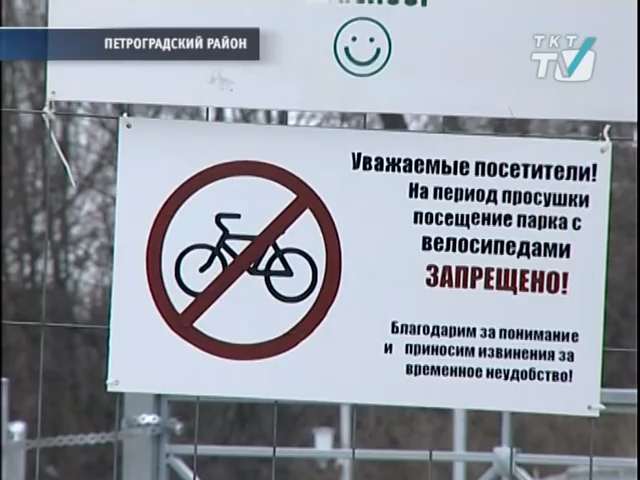 ПЕТРОГРАДСКИЙ РАЙОН
ТКТ
TV
Уважаемые посетители!
На период просушки
посещение парка с
велосипедами
ЗАПРЕЩЕНО!
Благодарим за понимание
и приносим извинения за
временное неудобство!